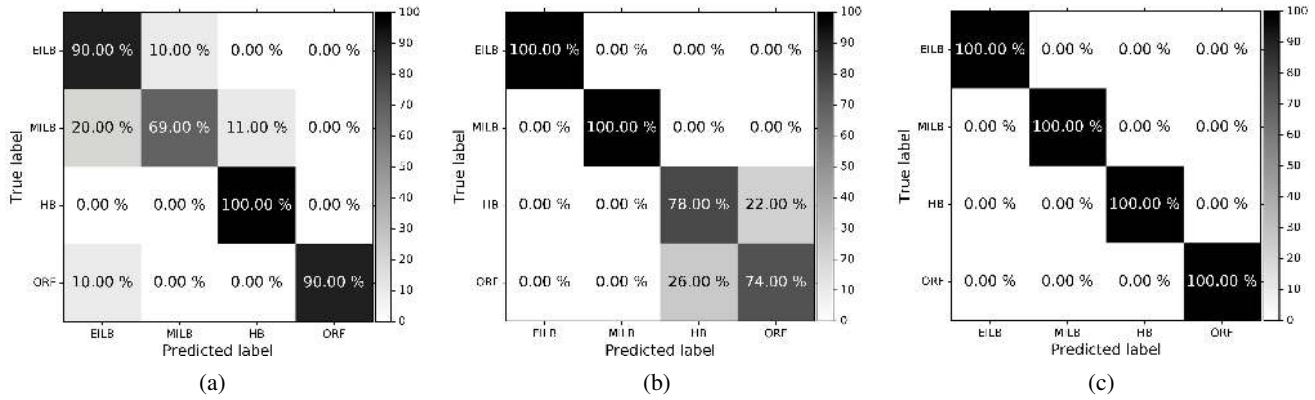 EILB 90.00 % 10.00 % 0.00 % 0.00 %
MILB 20.00 % 69.00 % 11.00 % 0.00 %
HB 0.00 % 0.00 % 100.00 % 0.00 %
ORF 10.00 % 0.00 % 0.00 % 90.00 %
EILB MILB HB ORF
Predicted label
True label
100
90
80
70
60
50
40
30
20
10
0
(a)
EILB 100.00 % 0.00 % 0.00 % 0.00 %
MILB 0.00 % 100.00 % 0.00 % 0.00 %
HB 0.00 % 0.00 % 78.00 % 22.00 %
ORF 0.00 % 0.00 % 26.00 % 74.00 %
EILB MILB HB ORF
Predicted label
True label
100
90
80
70
60
50
40
30
20
10
0
(b)
EILB 100.00 % 0.00 % 0.00 % 0.00 %
MILB 0.00 % 100.00 % 0.00 % 0.00 %
HB 0.00 % 0.00 % 100.00 % 0.00 %
ORF 0.00 % 0.00 % 0.00 % 100.00 %
EILB MILB HB ORF
Predicted label
True label
100
90
80
70
60
50
40
30
20
10
0
(c)